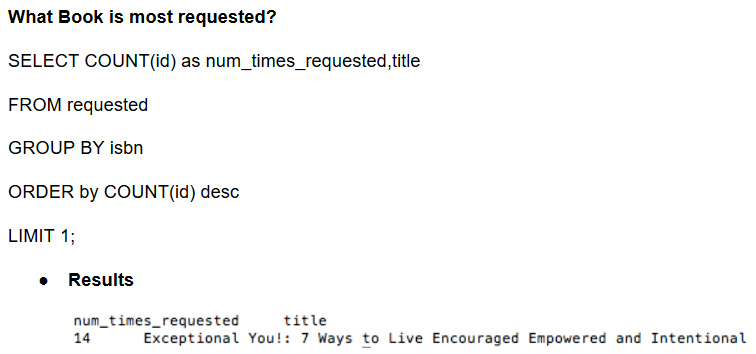 What Book is most requested?
SELECT COUNT(id) as num_times_requested,title
FROM requested
GROUP BY isbn
ORDER by COUNT(id) desc
LIMIT 1;
● Results
num_times_requested title
14 Exceptional You!: 7 Ways to Live Encouraged Empowered and Intentional